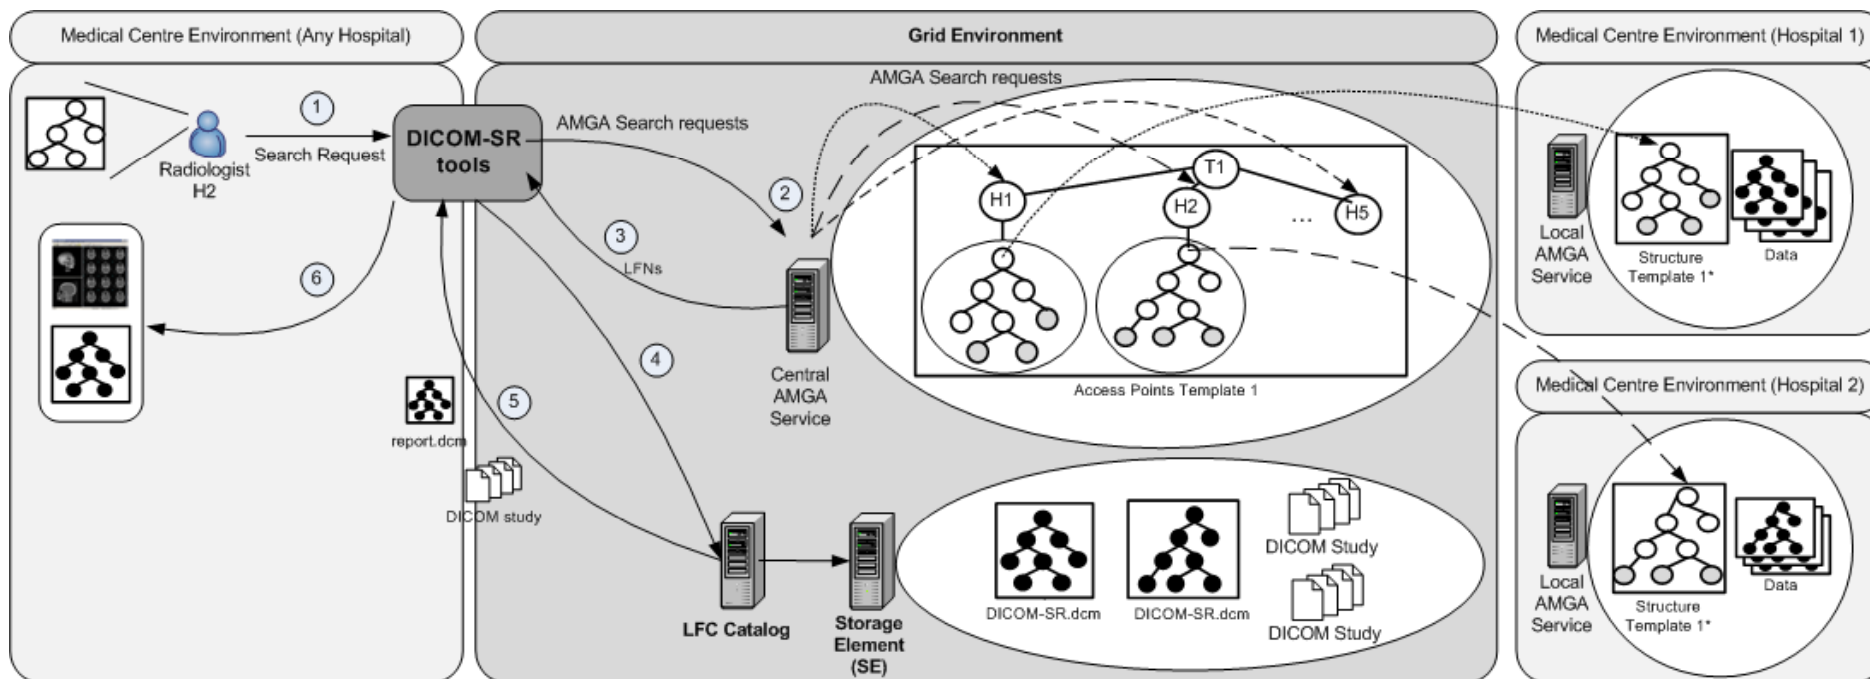 Medical Centre Environment (Any Hospital)
Grid Environment
Medical Centre Environment (Hospital 1)
AMGA Search requests
1
Search Request
Radiologist
H2
DICOM-SR
tools
AMGA Search requests
2
3
LFNs
T1
H1
H2
...
H5
Access Points Template 1
Central
AMGA
Service
Local
AMGA
Service
Structure
Template 1*
Data
6
4
5
report.dcm
DICOM study
LFC Catalog
Storage
Element
(SE)
DICOM-SR.dcm
DICOM-SR.dcm
DICOM Study
DICOM Study
Medical Centre Environment (Hospital 2)
Local
AMGA
Service
Structure
Template 1*
Data